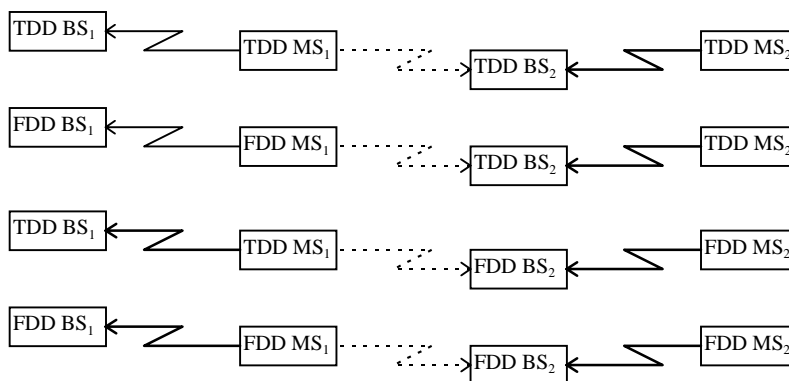 TDD BS₁ TDD MS₁ TDD BS₂ TDD MS₂
FDD BS₁ FDD MS₁ TDD BS₂ TDD MS₂
TDD BS₁ TDD MS₁ FDD BS₂ FDD MS₂
FDD BS₁ FDD MS₁ FDD BS₂ FDD MS₂